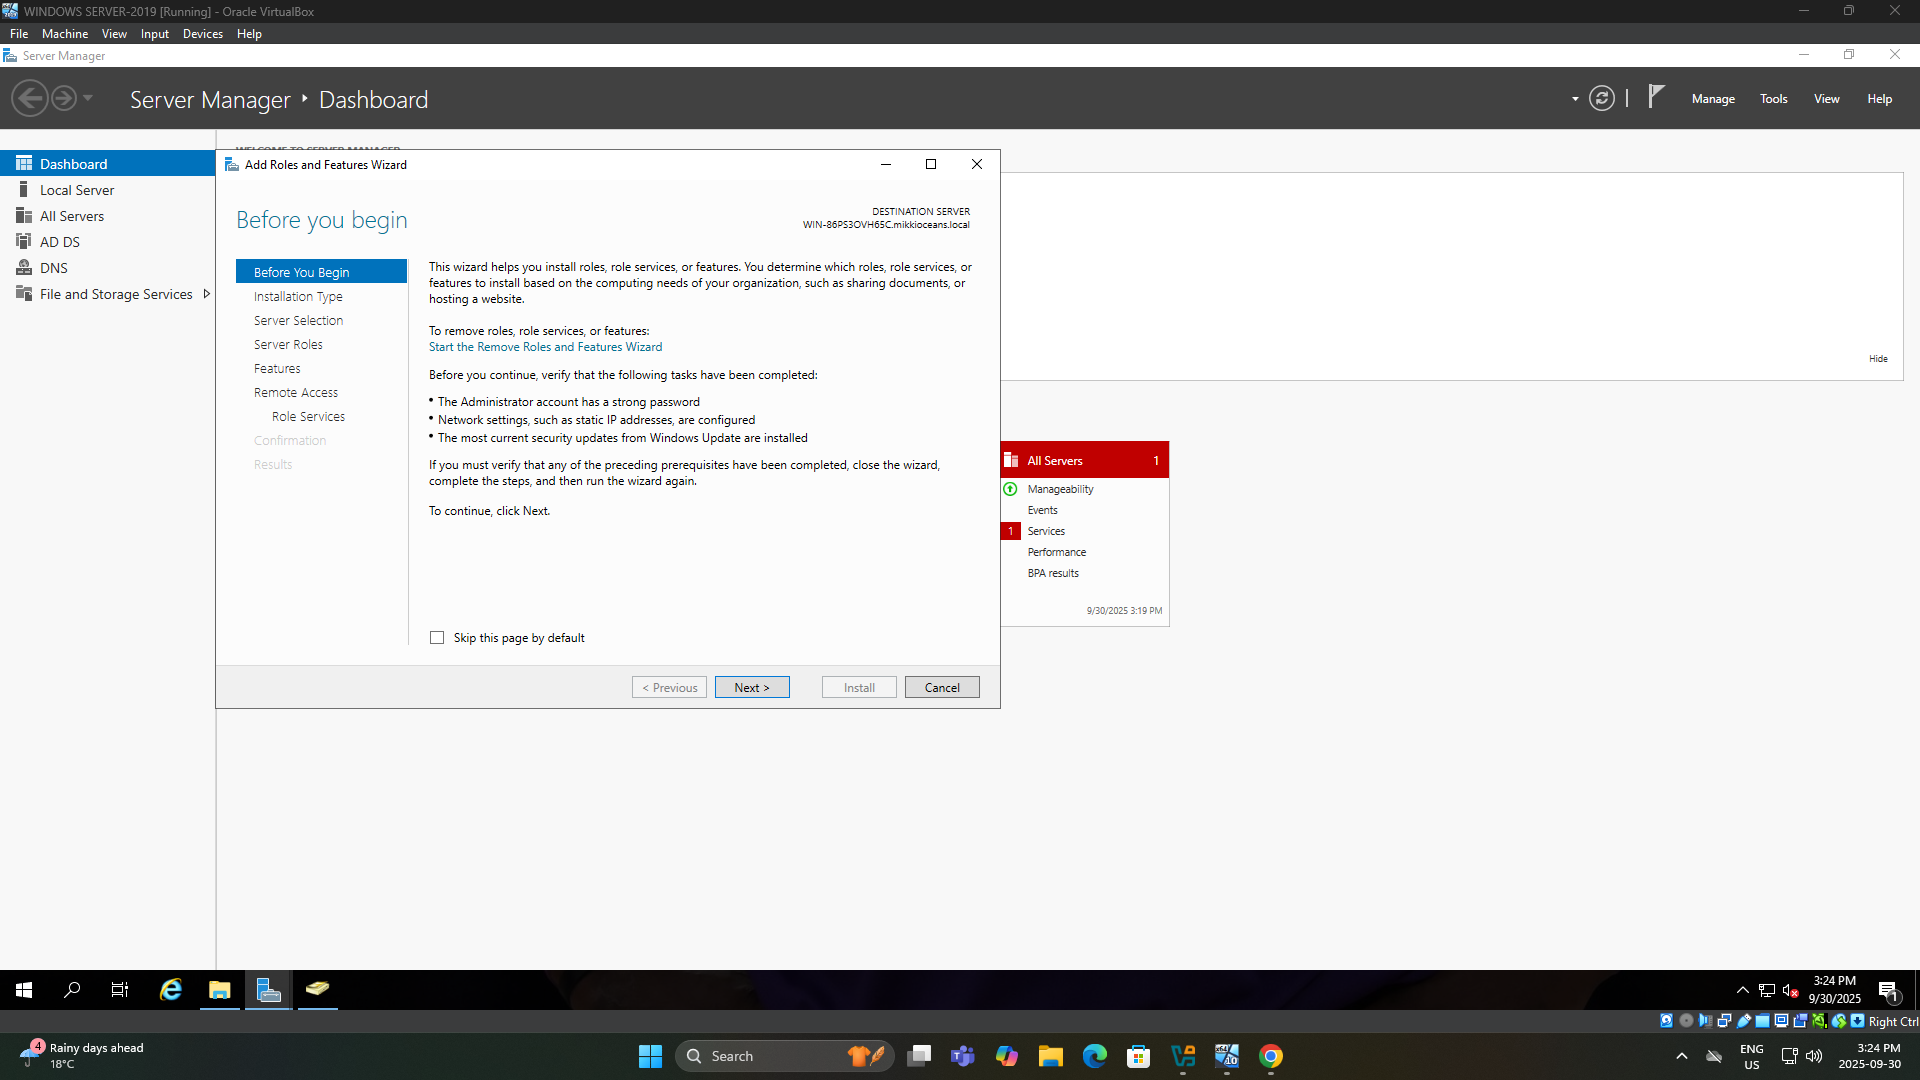 WINDOWS SERVER-2019 [Running] - Oracle VirtualBox
File Machine View Input Devices Help
Server Manager
Server Manager Dashboard
Manage Tools View Help
WELCOME TO SERVER MANAGER
Dashboard
Local Server
All Servers
AD DS
DNS
File and Storage Services
Add Roles and Features Wizard
Before you begin
DESTINATION SERVER
WIN-86PS3OVH65C.mikkioceans.local
Before You Begin
Installation Type
Server Selection
Server Roles
Features
Remote Access
Role Services
Confirmation
Results
This wizard helps you install roles, role services, or features. You determine which roles, role services, or
features to install based on the computing needs of your organization, such as sharing documents, or
hosting a website.
To remove roles, role services, or features:
Start the Remove Roles and Features Wizard
Before you continue, verify that the following tasks have been completed:
• The Administrator account has a strong password
• Network settings, such as static IP addresses, are configured
• The most current security updates from Windows Update are installed
If you must verify that any of the preceding prerequisites have been completed, close the wizard,
complete the steps, and then run the wizard again.
To continue, click Next.
Skip this page by default
< Previous Next > Install Cancel
Hide
All Servers 1
Manageability
Events
1 Services
Performance
BPA results
9/30/2025 3:19 PM
3:24 PM
9/30/2025
1
Right Ctrl
4
Rainy days ahead
18°C
Search
x64
10
ENG
US
3:24 PM
2025-09-30